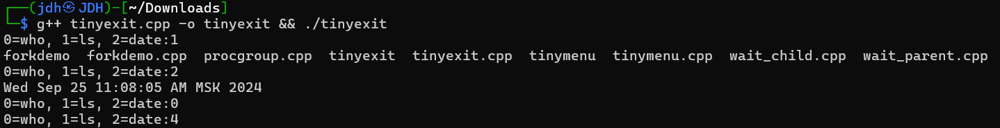 ┌──(jdh㉿JDH)-[~/Downloads]
└─$ g++ tinyexit.cpp -o tinyexit && ./tinyexit
0=who, 1=ls, 2=date:1
forkdemo  forkdemo.cpp  procgroup.cpp  tinyexit  tinyexit.cpp  tinymenu  tinymenu.cpp  wait_child.cpp  wait_parent.cpp
0=who, 1=ls, 2=date:2
Wed Sep 25 11:08:05 AM MSK 2024
0=who, 1=ls, 2=date:0
0=who, 1=ls, 2=date:4